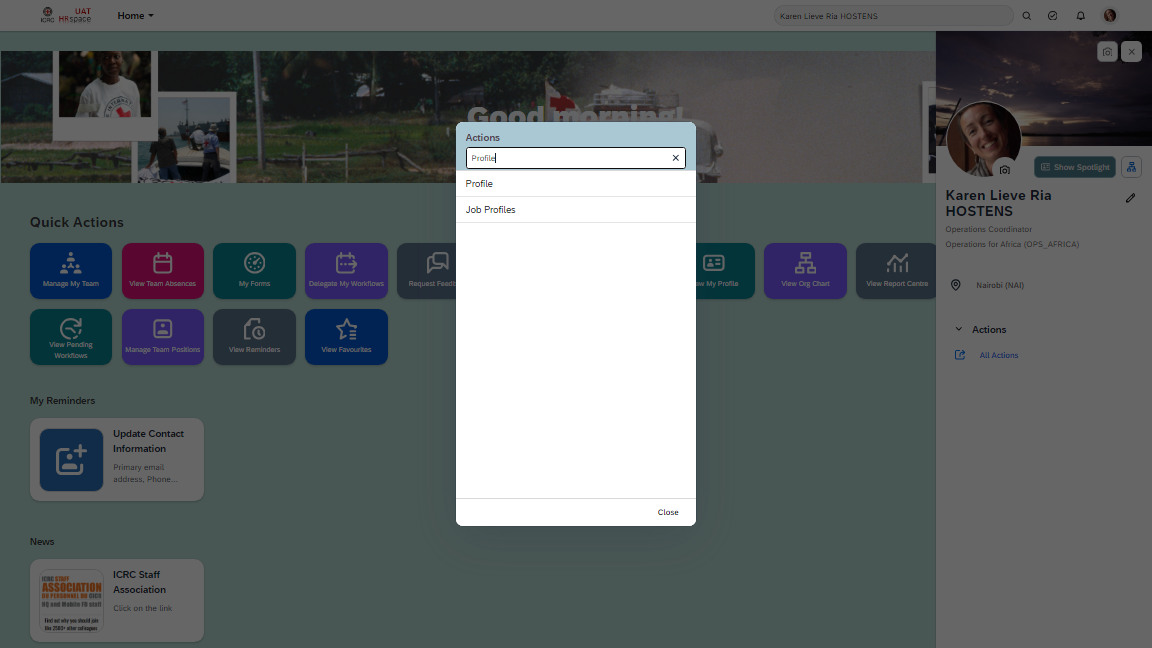 ICRC
UAT
HRspace
Home
Karen Lieve Ria HOSTENS
Good morning!
Actions
Profile
Profile
Job Profiles
Close
Show Spotlight
Karen Lieve Ria
HOSTENS
Operations Coordinator
Operations for Africa (OPS_AFRICA)
Nairobi (NAI)
Actions
All Actions
Quick Actions
Manage My Team
View Team Absences
My Forms
Delegate My Workflows
Request
My Profile
View Org Chart
View Report Centre
View Pending
Workflows
Manage Team Positions
View Reminders
View Favourites
My Reminders
Update Contact
Information
Primary email
address, Phone...
News
ICRC STAFF
ASSOCIATION
DU PERSONNEL DU CICR
HQ and Mobile HQ staff
Find out why you should join
the 2000+ other colleagues
ICRC Staff
Association
Click on the link